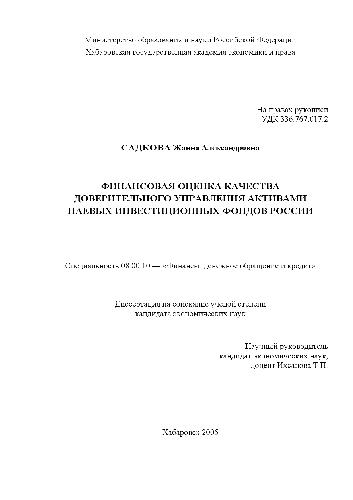 Министерство образования и науки Российской Федерации
Хабаровская государственная академия экономики и права
На правах рукописи
УДК 336.767.017.2
САДКОВА Жанна Александровна
ФИНАНСОВАЯ ОЦЕНКА КАЧЕСТВА
ДОВЕРИТЕЛЬНОГО УПРАВЛЕНИЯ АКТИВАМИ
ПАЕВЫХ ИНВЕСТИЦИОННЫХ ФОНДОВ РОССИИ
Специальность 08.00.10 — «Финансы, денежное обращение и кредит»
Диссертация на соискание ученой степени
кандидата экономических наук
Научный руководитель
кандидат экономических наук,
доцент Т.П.
Хабаровск